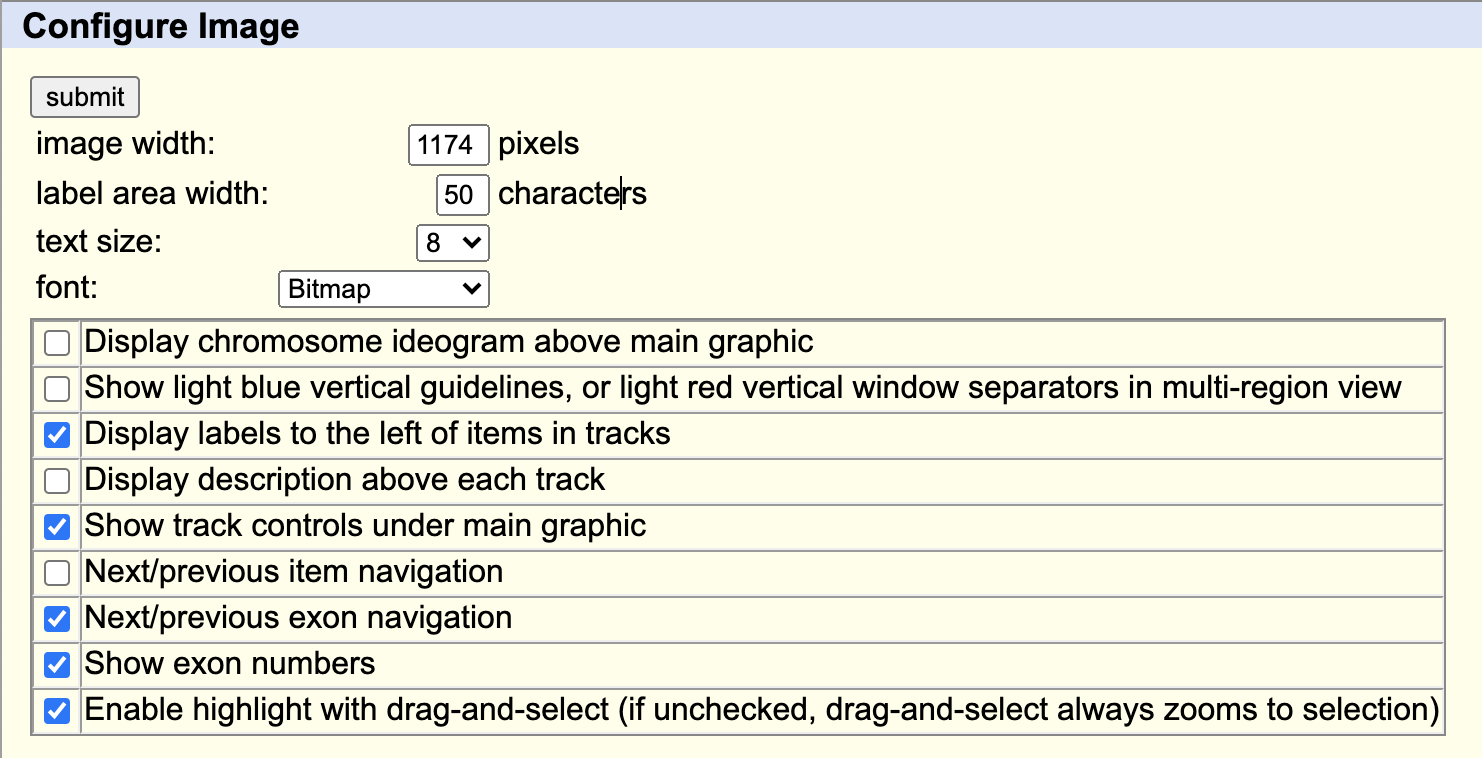 Configure Image
submit
image width: 1174 pixels
label area width: 50 characters
text size: 8
font: Bitmap
Display chromosome ideogram above main graphic
Show light blue vertical guidelines, or light red vertical window separators in multi-region view
Display labels to the left of items in tracks
Display description above each track
Show track controls under main graphic
Next/previous item navigation
Next/previous exon navigation
Show exon numbers
Enable highlight with drag-and-select (if unchecked, drag-and-select always zooms to selection)